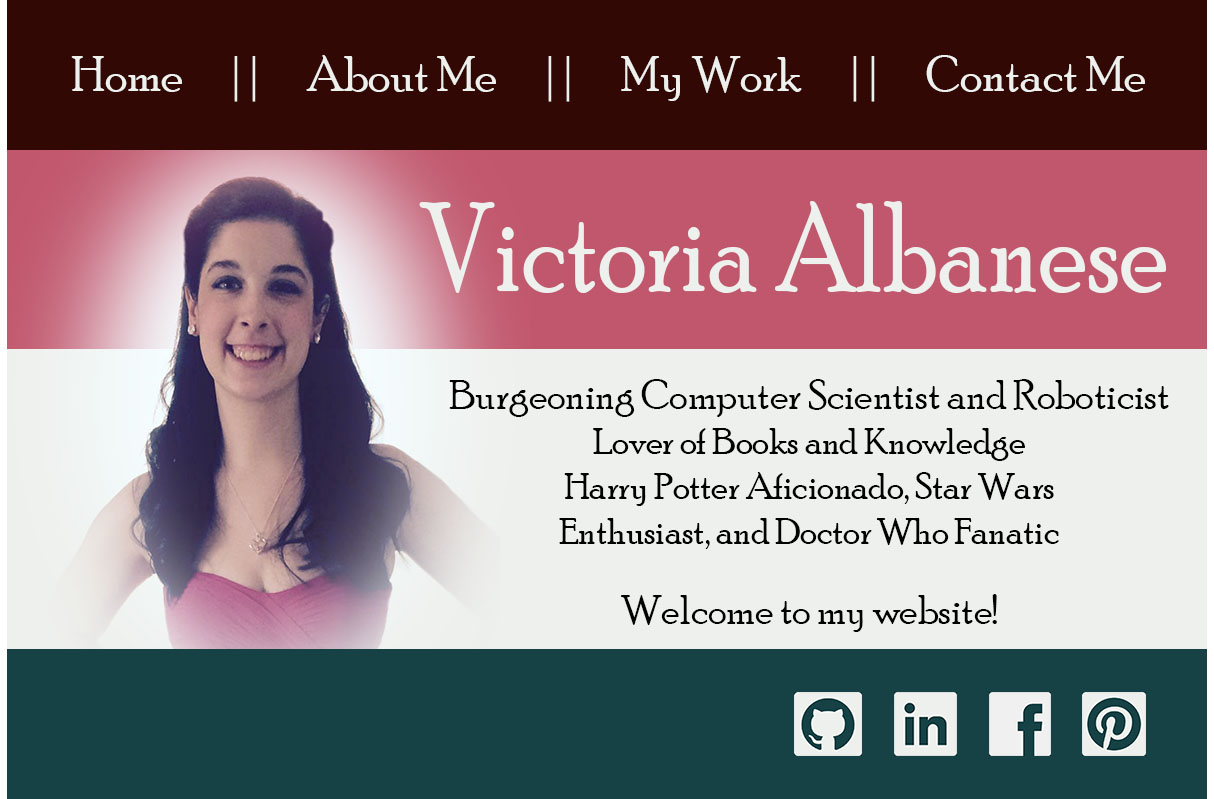 Home || About Me || My Work || Contact Me
Victoria Albanese
Burgeoning Computer Scientist and Roboticist
Lover of Books and Knowledge
Harry Potter Aficionado, Star Wars
Enthusiast, and Doctor Who Fanatic
Welcome to my website!
in f